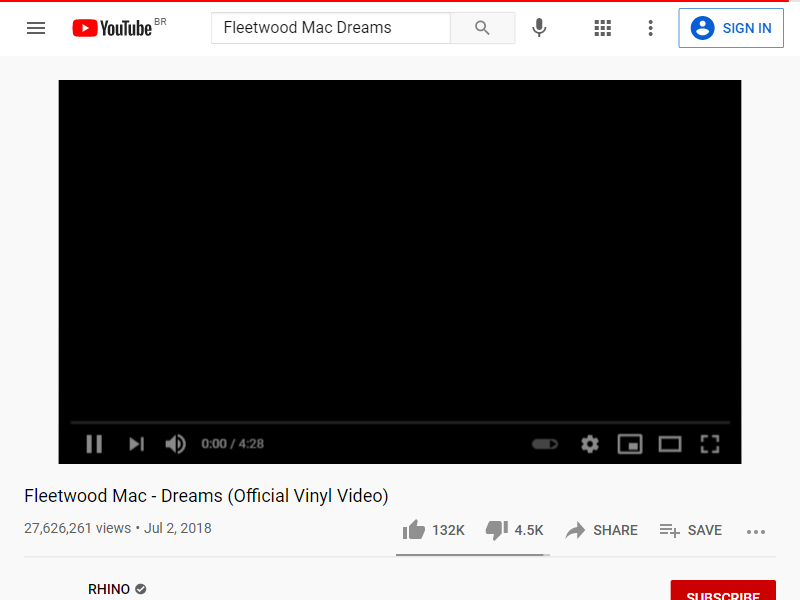 YouTube BR Fleetwood Mac Dreams SIGN IN
0:00 / 4:28
Fleetwood Mac - Dreams (Official Vinyl Video)
27,626,261 views • Jul 2, 2018 132K 4.5K SHARE SAVE
RHINO
SUBSCRIBE